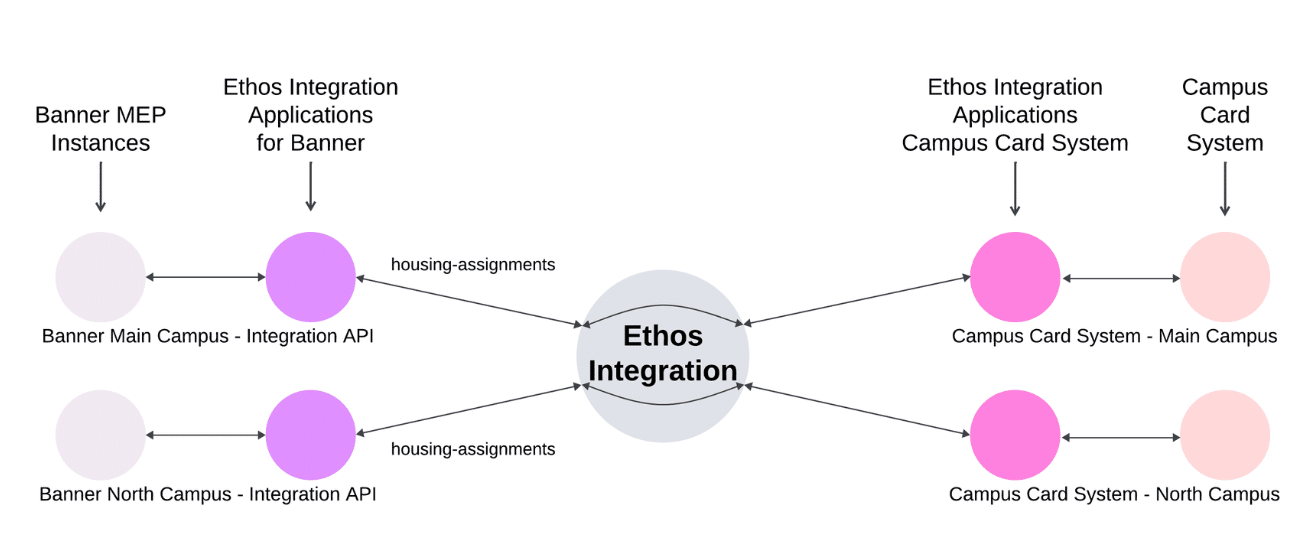 Banner MEP
Instances
Ethos Integration
Applications
for Banner
Ethos Integration
Applications
Campus Card System
Campus
Card
System
housing-assignments
Ethos
Integration
Banner Main Campus - Integration API
Campus Card System - Main Campus
housing-assignments
Banner North Campus - Integration API
Campus Card System - North Campus